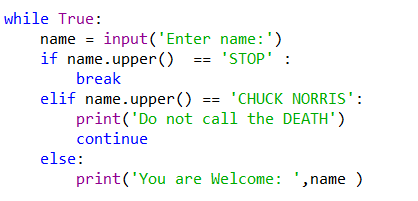 while True:
    name = input('Enter name:')
    if name.upper()  == 'STOP' :
        break
    elif name.upper() == 'CHUCK NORRIS':
        print('Do not call the DEATH')
        continue
    else:
        print('You are Welcome: ',name )